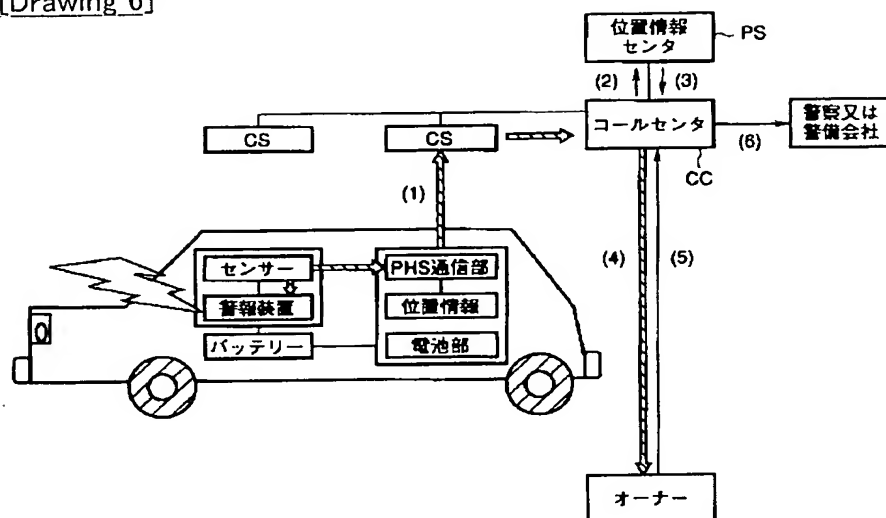 [Drawing 6]
位置情報
センタ
PS
(2)
(3)
CS
CS
コールセンタ
(6)
警察又は
警備会社
CC
(1)
(4)
(5)
センサー
PHS通信部
警報装置
位置情報
バッテリー
電池部
オーナー